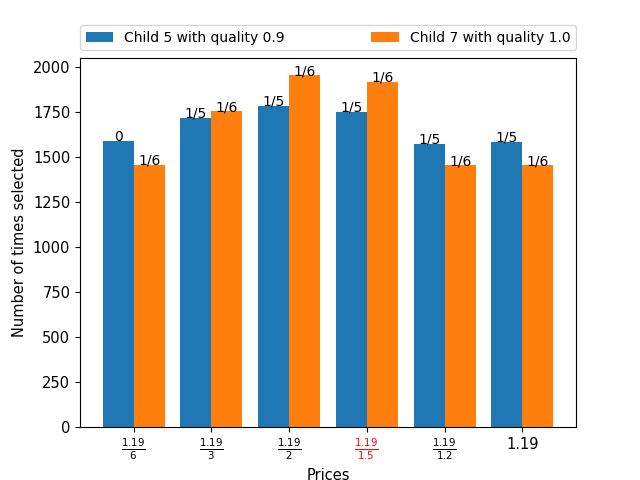 Child 5 with quality 0.9 Child 7 with quality 1.0
Number of times selected
2000
1750
1500
1250
1000
750
500
250
0
0 1/6 1/5 1/6 1/5 1/6 1/5 1/6 1/5 1/6 1/5 1/6
1.19/6 1.19/3 1.19/2 1.19/1.5 1.19/1.2 1.19
Prices